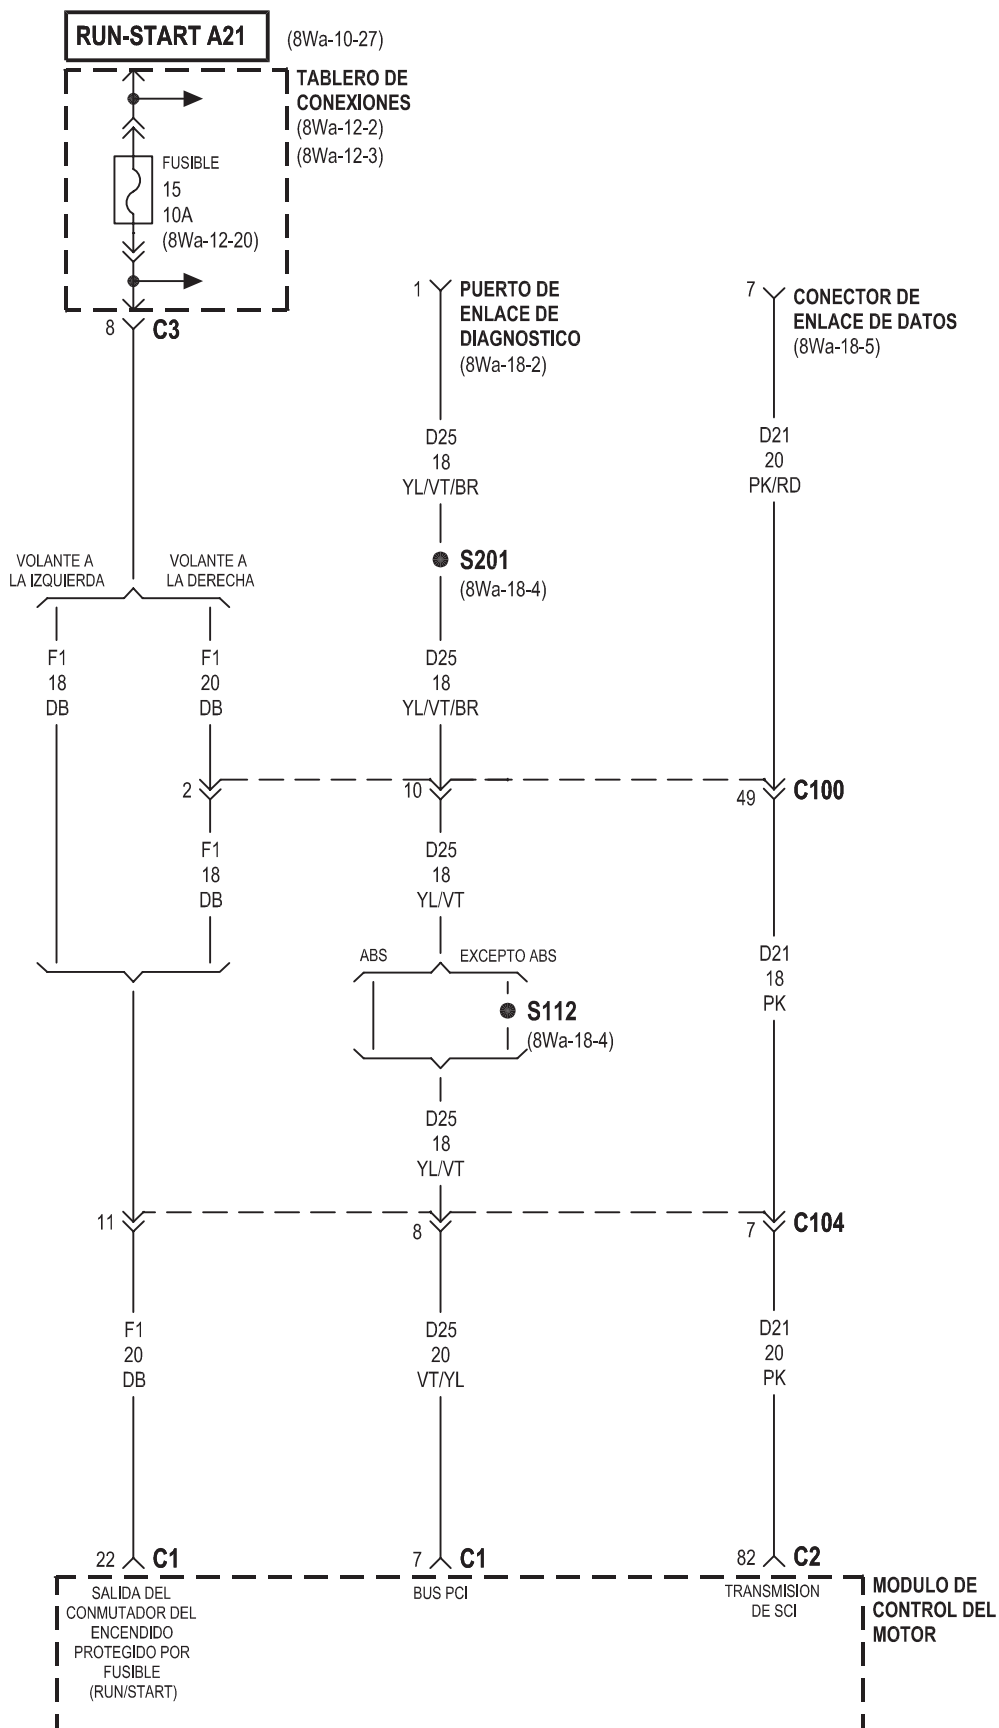 RUN-START A21
(8Wa-10-27)
TABLERO DE
CONEXIONES
(8Wa-12-2)
(8Wa-12-3)
FUSIBLE
15
10A
(8Wa-12-20)
8
C3
1
PUERTO DE
ENLACE DE
DIAGNOSTICO
(8Wa-18-2)
7
CONECTOR DE
ENLACE DE DATOS
(8Wa-18-5)
D25
18
YL/VT/BR
D21
20
PK/RD
S201
(8Wa-18-4)
VOLANTE A
LA IZQUIERDA
VOLANTE A
LA DERECHA
F1
18
DB
F1
20
DB
D25
18
YL/VT/BR
2
10
49
C100
F1
18
DB
D25
18
YL/VT
ABS
EXCEPTO ABS
S112
(8Wa-18-4)
D21
18
PK
D25
18
YL/VT
11
8
7
C104
F1
20
DB
D25
20
VT/YL
D21
20
PK
22
C1
7
C1
82
C2
SALIDA DEL
CONMUTADOR DEL
ENCENDIDO
PROTEGIDO POR
FUSIBLE
(RUN/START)
BUS PCI
TRANSMISION
DE SCI
MODULO DE
CONTROL DEL
MOTOR